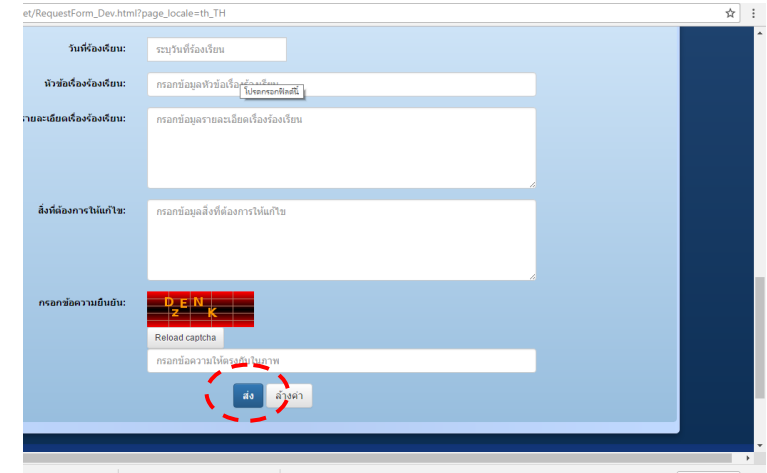 et/RequestForm_Dev.html?page_locale=th_TH
วันที่ร้องเรียน:
ระบุวันที่ร้องเรียน
หัวข้อเรื่องร้องเรียน:
กรอกข้อมูลหัวข้อเรื่องร้องเรียน
โปรดกรอกฟิลด์นี้
รายละเอียดเรื่องร้องเรียน:
กรอกข้อมูลรายละเอียดเรื่องร้องเรียน
สิ่งที่ต้องการให้แก้ไข:
กรอกข้อมูลสิ่งที่ต้องการให้แก้ไข
กรอกข้อความยืนยัน:
D E N
z K
Reload captcha
กรอกข้อความให้ตรงกับในภาพ
ส่ง ล้างค่า